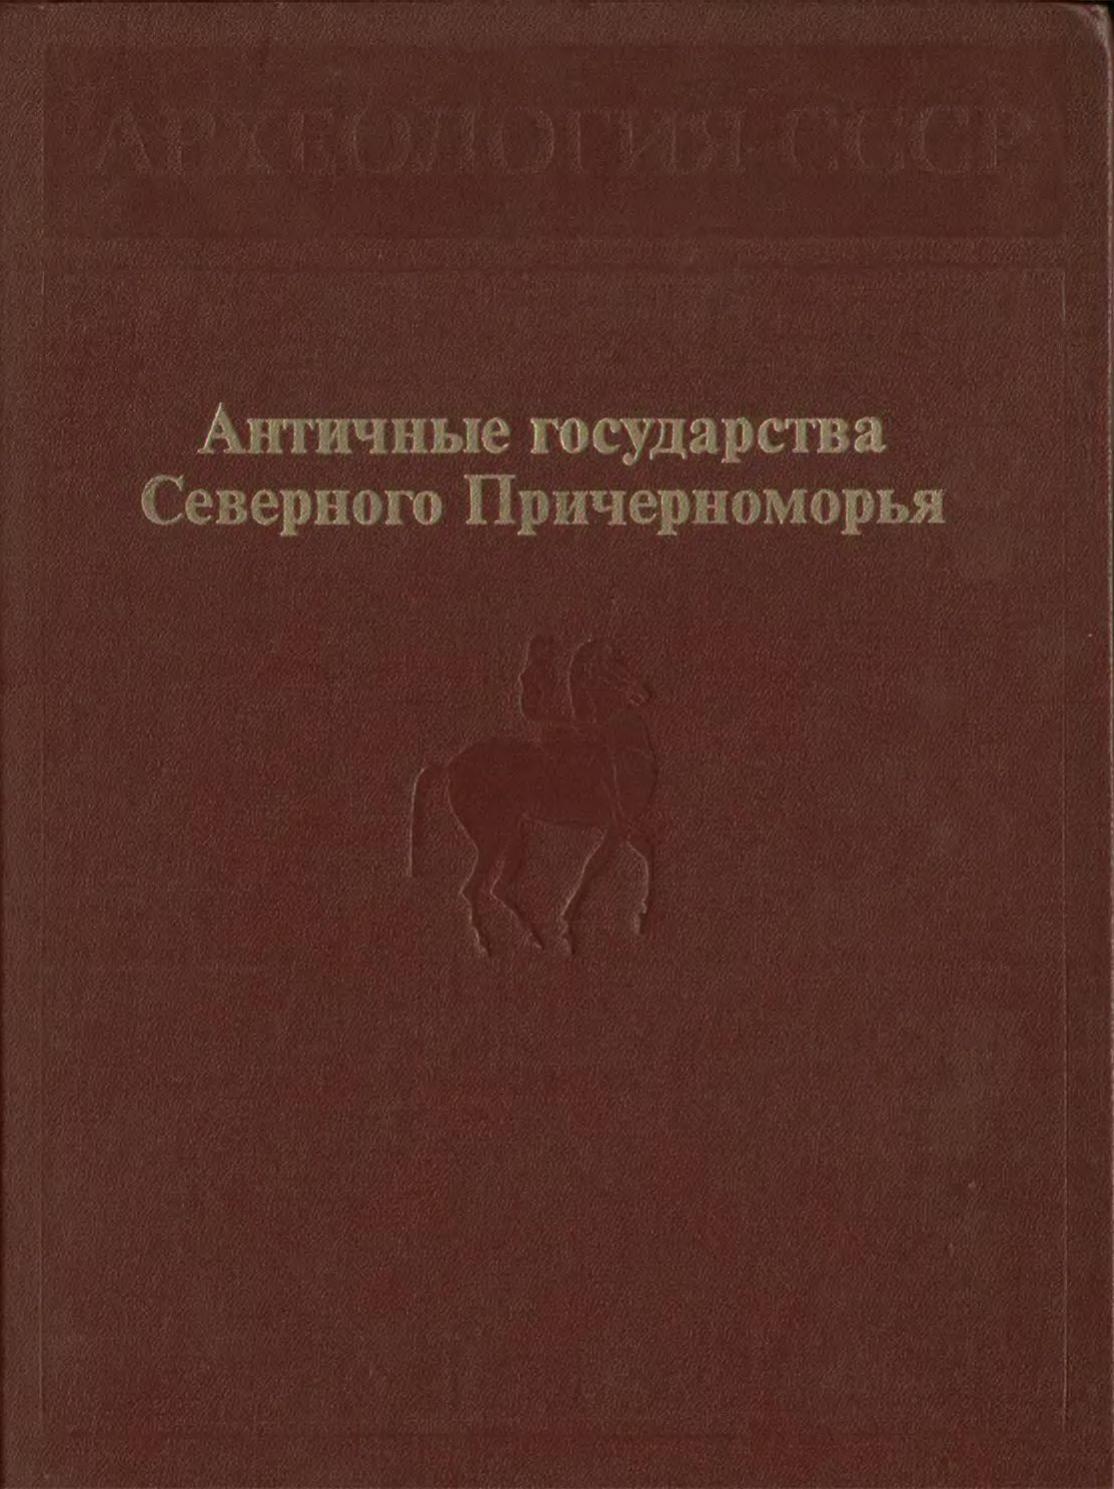 АРХЕОЛОГИЯ СССР
Античные государства
Северного Причерноморья